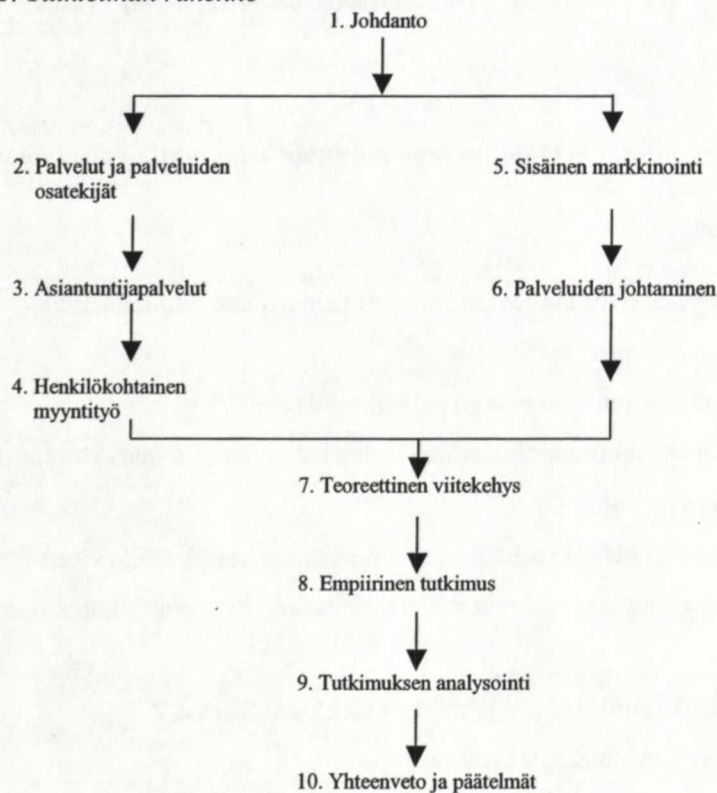 1. Johdanto
2. Palvelut ja palveluiden
osatekijät
5. Sisäinen markkinointi
3. Asiantuntijapalvelut
6. Palveluiden johtaminen
4. Henkilökohtainen
myyntityö
7. Teoreettinen viitekehys
8. Empiirinen tutkimus
9. Tutkimuksen analysointi
10. Yhteenveto ja päätelmät